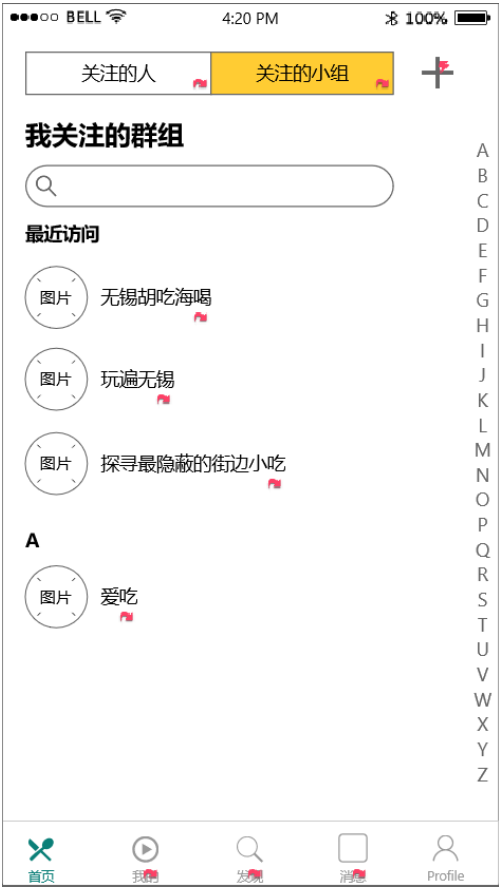 BELL
4:20 PM
100%
关注的人
关注的小组
我关注的群组
最近访问
图片
无锡胡吃海喝
图片
玩遍无锡
图片
探寻最隐蔽的街边小吃
A
图片
爱吃
A
B
C
D
E
F
G
H
I
J
K
L
M
N
O
P
Q
R
S
T
U
V
W
X
Y
Z
首页
我的
发现
消息
Profile